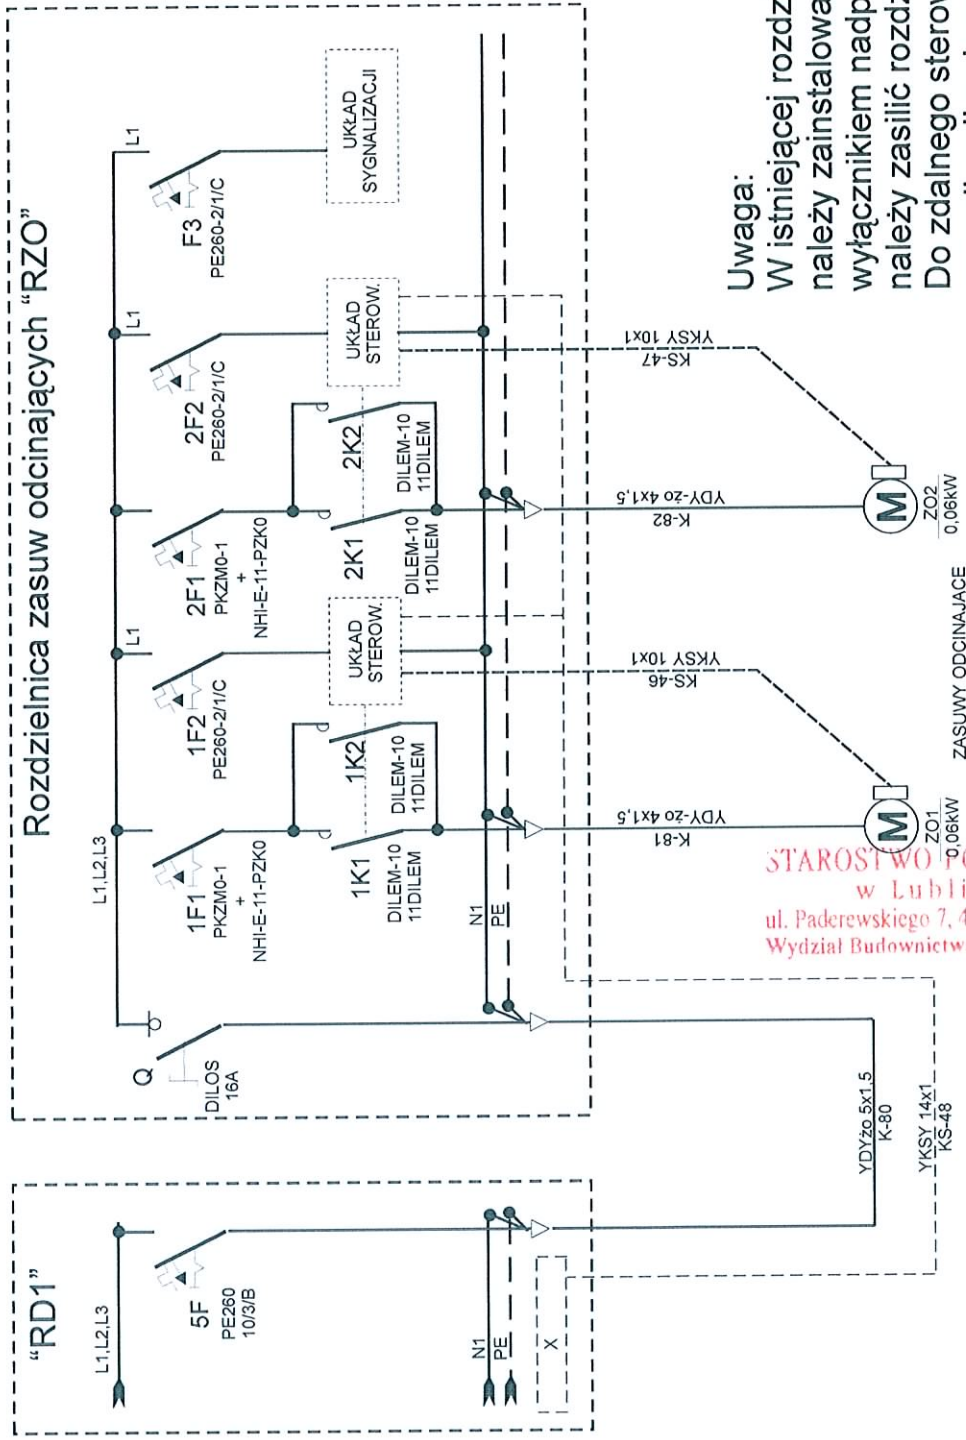 Rozdzielnica zasuw odcinających “RZO”
L1,L2,L3
Q
DILOS
16A
1F1
PKZM0-1
+
NHI-E-11-PZK0
1F2
PE260-2/1/C
L1
2F1
PKZM0-1
+
NHI-E-11-PZK0
2F2
PE260-2/1/C
L1
F3
PE260-2/1/C
L1
1K1
DILEM-10
11DILEM
1K2
DILEM-10
11DILEM
UKŁAD
STEROW.
2K1
DILEM-10
11DILEM
2K2
DILEM-10
11DILEM
UKŁAD
STEROW.
UKŁAD
SYGNALIZACJI
N1
PE
“RD1”
L1,L2,L3
5F
PE260
10/3/B
N1
PE
X
YDYżo 5x1,5
K-80
YKSY 14x1
KS-48
YDY-żo 4x1,5
K-81
YKSY 10x1
KS-46
YDY-żo 4x1,5
K-82
YKSY 10x1
KS-47
M
ZO1
0,06kW
M
ZO2
0,06kW
ZASUWY ODCINAJACE
Uwaga:
W istniejącej rozdz
należy zainstalowa
wyłącznikiem nadp
należy zasilić rozdz
Do zdalnego sterow
STAROSTWO PO
w Lubli
ul. Paderewskiego 7, 4
Wydział Budownictw